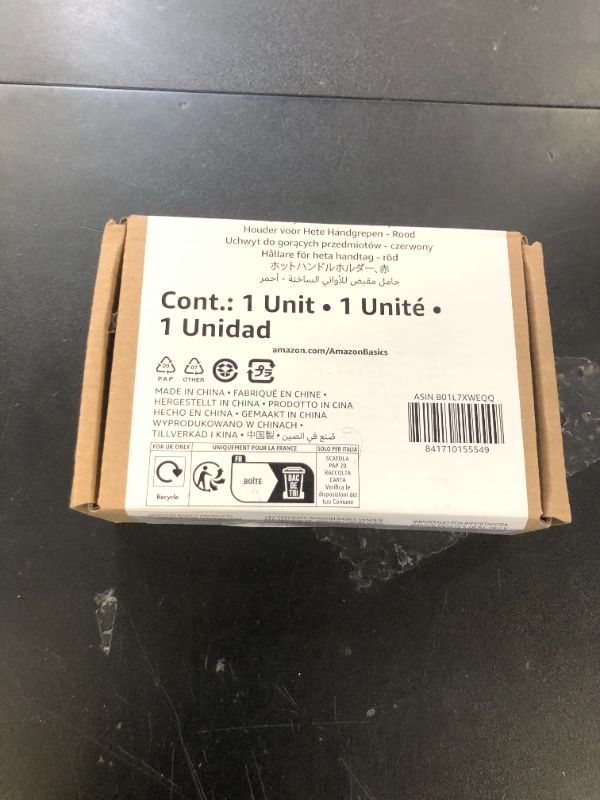 Houder voor Hete Handgrepen - Rood
Uchwyt do gorących przedmiotów - czerwony
Hållare för heta handtag - röd
ホットハンドルホルダー、赤
حامل مقبض للأواني الساخنة - أحمر
Cont.: 1 Unit • 1 Unité •
1 Unidad
amazon.com/AmazonBasics
20
PAP
07
OTHER
プラ
MADE IN CHINA • FABRIQUÉ EN CHINE •
HERGESTELLT IN CHINA • PRODOTTO IN CINA
HECHO EN CHINA • GEMAAKT IN CHINA
WYPRODUKOWANO W CHINACH •
TILLVERKAD I KINA • 中国製 • صُنع في الصين
ASIN B01L7XWEQQ
841710155549
FOR UK ONLY
Recycle
UNIQUEMENT POUR LA FRANCE
FR
BOÎTE
BAC
DE
TRI
SOLO PER ITALIA
SCATOLA
PAP 20
RACCOLTA
CARTA
Verifica le
disposizioni del
tuo Comune